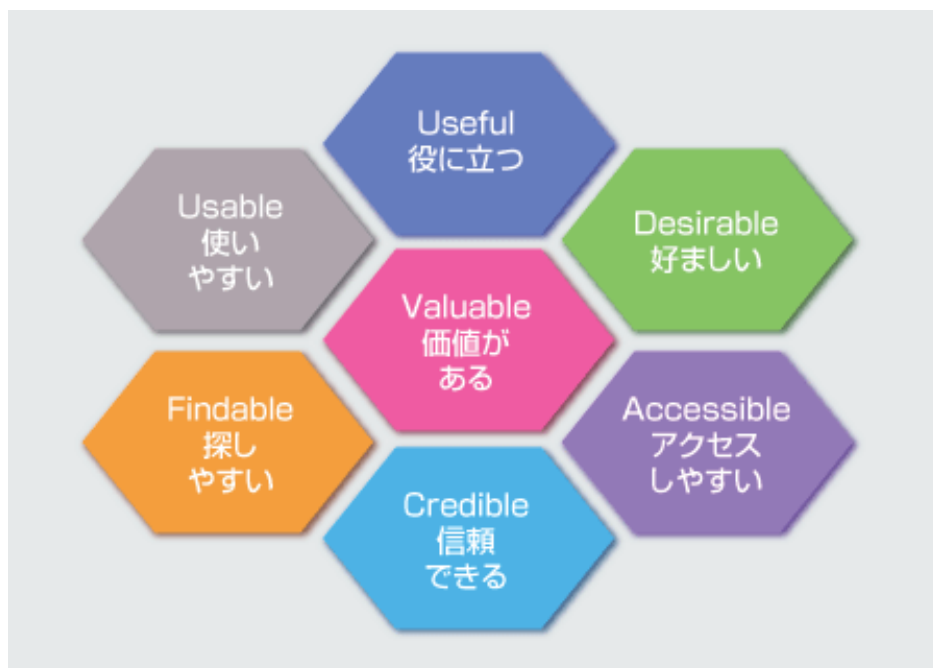 Useful
役に立つ
Usable
使い
やすい
Desirable
好ましい
Valuable
価値が
ある
Findable
探し
やすい
Accessible
アクセス
しやすい
Credible
信頼
できる